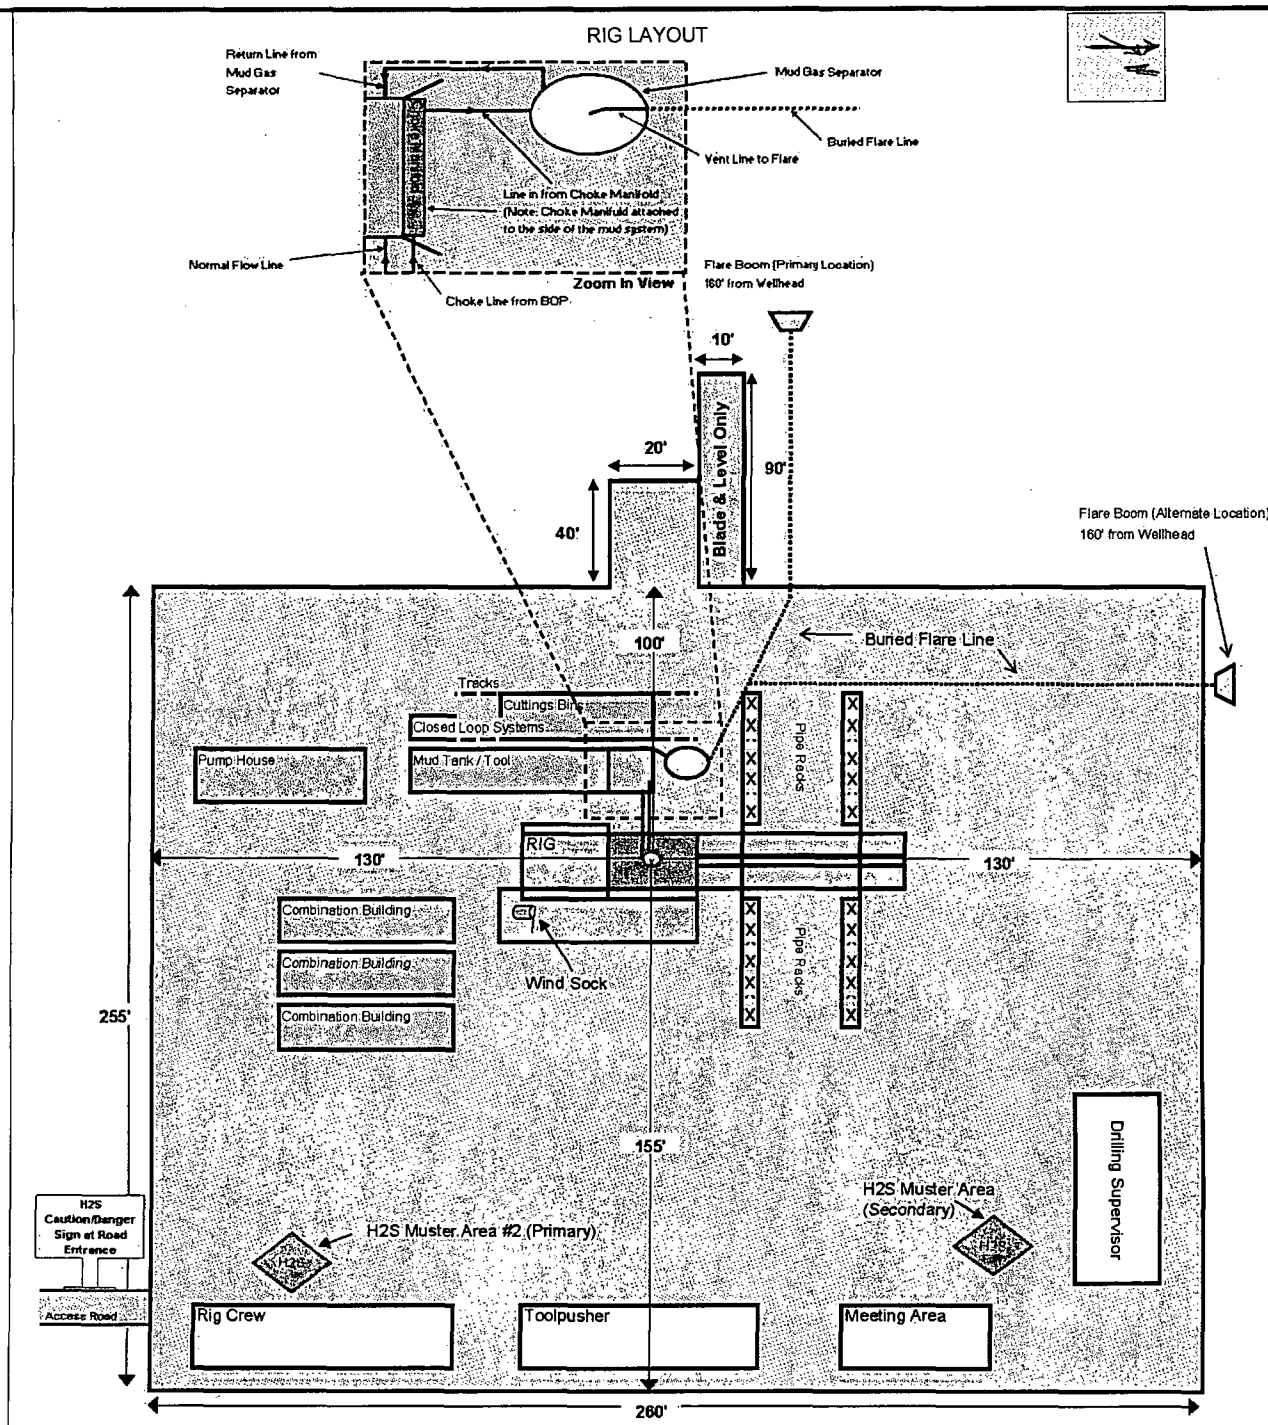 RIG LAYOUT
Return Line from
Mud Gas
Separator
Mud Gas Separator
Buried Flare Line
Vent Line to Flare
Line in from Choke Manifold
(Note: Choke Manifold attached
to the side of the mud system)
Normal Flow Line
Choke Line from BOP
Zoom In View
Flare Boom (Primary Location)
160' from Wellhead
10'
20'
Blade & Level Only
90'
40'
Flare Boom (Alternate Location)
160' from Wellhead
100'
Buried Flare Line
Tracks
Cuttings Bins
Closed Loop Systems
Pump House
Mud Tank / Tool
Pipe Racks
X
X
X
X
X
X
X
X
X
X
RIG
130'
130'
Combination Building
Combination Building
Combination Building
Wind Sock
Pipe Racks
X
X
X
X
X
X
X
X
X
X
255'
155'
Drilling Supervisor
H2S
Caution/Danger
Sign at Road
Entrance
H2S Muster Area #2 (Primary)
H2S Muster Area
(Secondary)
H2S
H2S
Access Road
Rig Crew
Toolpusher
Meeting Area
260'